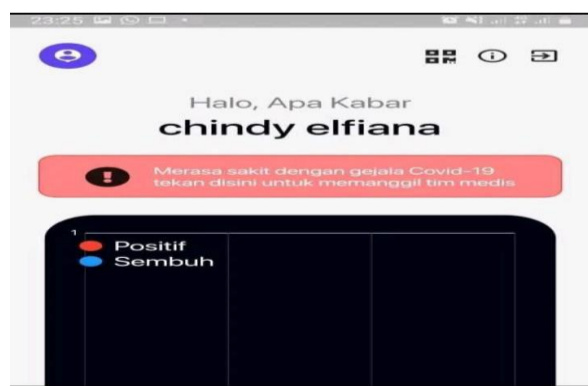 23:25
Halo, Apa Kabar
chindy elfiana
Merasa sakit dengan gejala Covid-19
tekan disini untuk memanggil tim medis
1
Positif
Sembuh